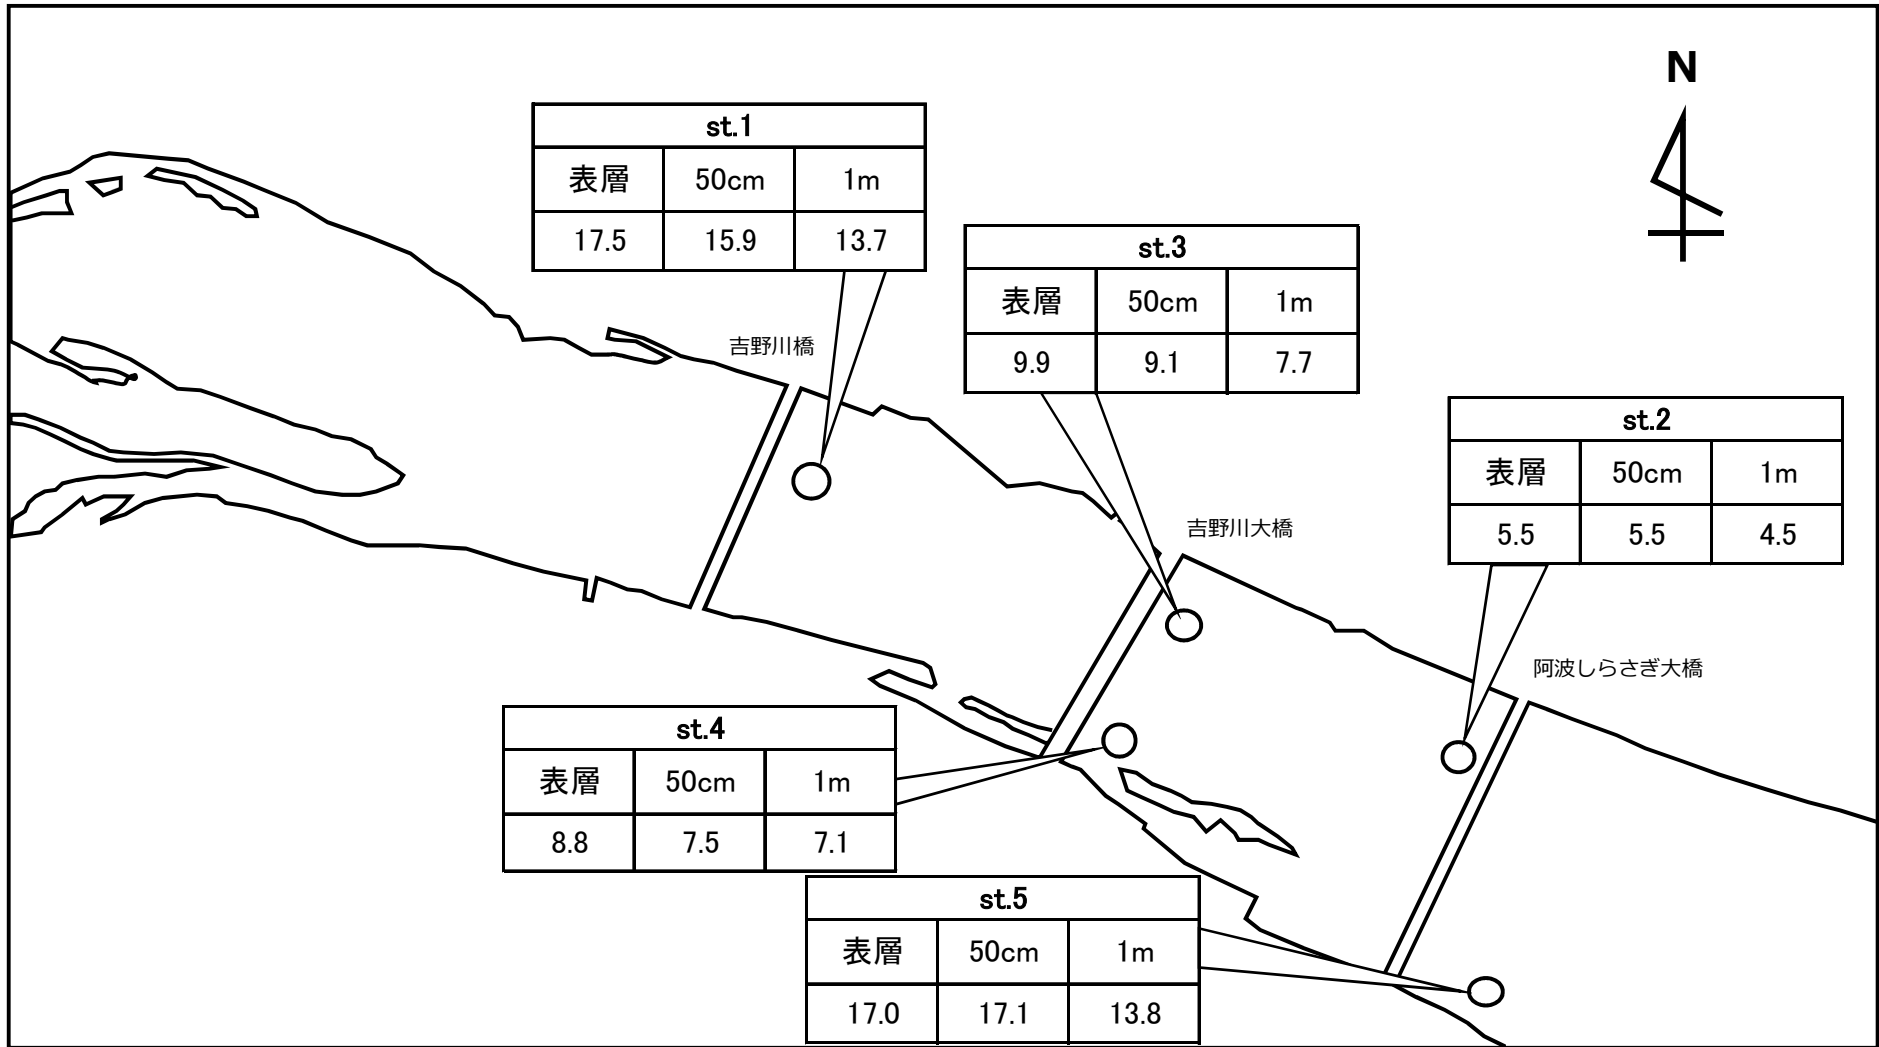 N
st.1
表層 50cm 1m
17.5 15.9 13.7
st.3
表層 50cm 1m
9.9 9.1 7.7
吉野川橋
st.2
表層 50cm 1m
5.5 5.5 4.5
吉野川大橋
阿波しらさぎ大橋
st.4
表層 50cm 1m
8.8 7.5 7.1
st.5
表層 50cm 1m
17.0 17.1 13.8